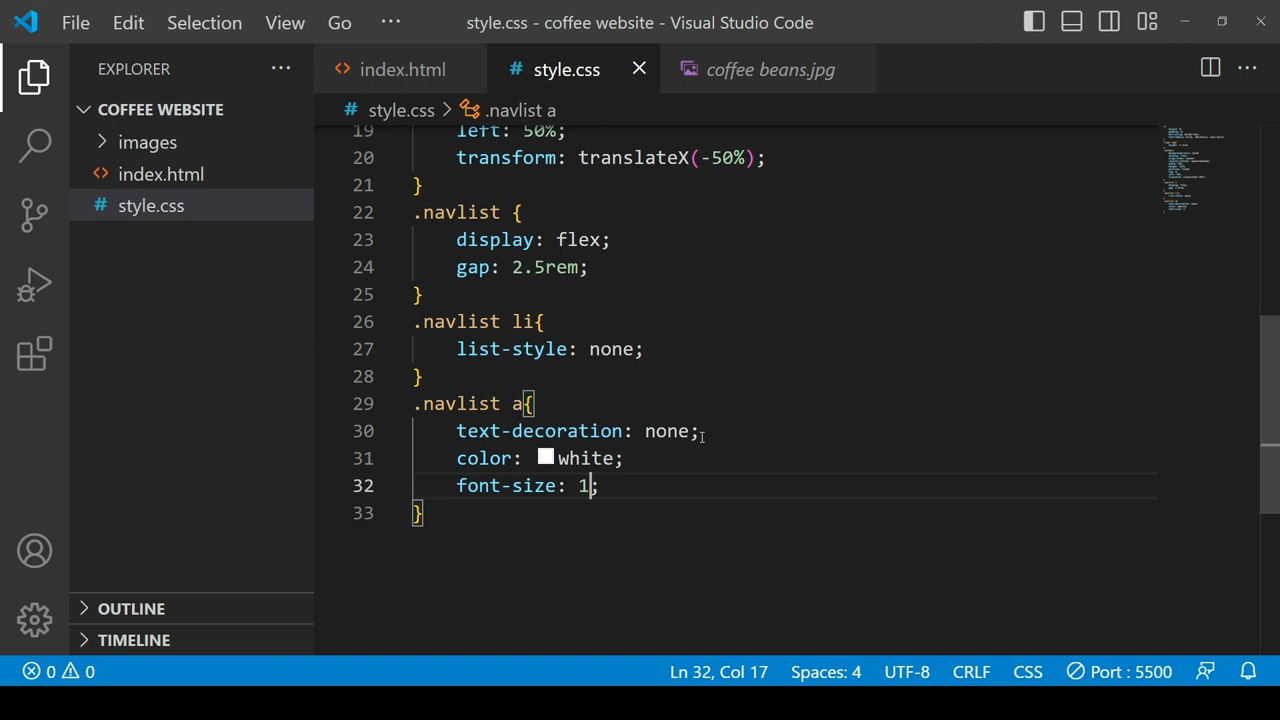 File Edit Selection View Go ··· style.css - coffee website - Visual Studio Code
EXPLORER ···
index.html
# style.css
coffee beans.jpg
···
COFFEE WEBSITE
images
index.html
# style.css
OUTLINE
TIMELINE
# style.css > .navlist a
19 left: 50%;
20 transform: translateX(-50%);
21 }
22 .navlist {
23 display: flex;
24 gap: 2.5rem;
25 }
26 .navlist li{
27 list-style: none;
28 }
29 .navlist a{
30 text-decoration: none;
31 color: white;
32 font-size: 1;
33 }
0 0 Ln 32, Col 17 Spaces: 4 UTF-8 CRLF CSS Port : 5500